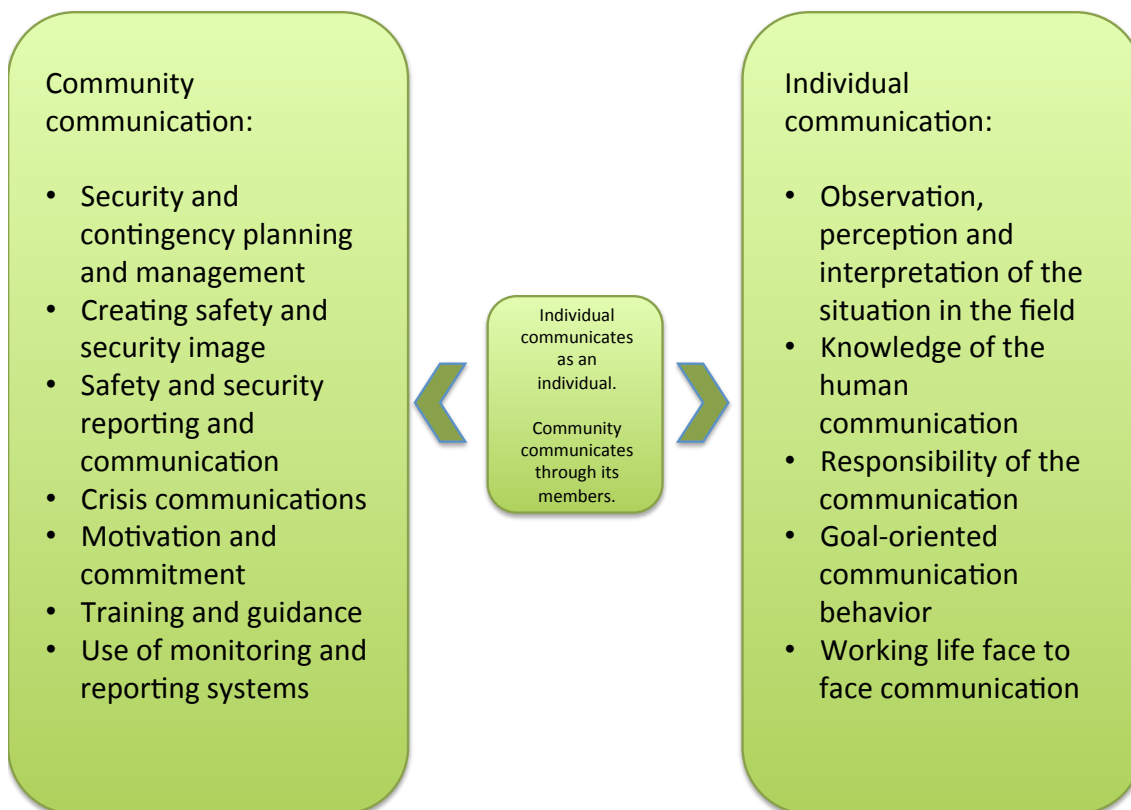 Community
communication:
• Security and
contingency planning
and management
• Creating safety and
security image
• Safety and security
reporting and
communication
• Crisis communications
• Motivation and
commitment
• Training and guidance
• Use of monitoring and
reporting systems
Individual
communicates
as an
individual.
Community
communicates
through its
members.
Individual
communication:
• Observation,
perception and
interpretation of the
situation in the field
• Knowledge of the
human
communication
• Responsibility of the
communication
• Goal-oriented
communication
behavior
• Working life face to
face communication